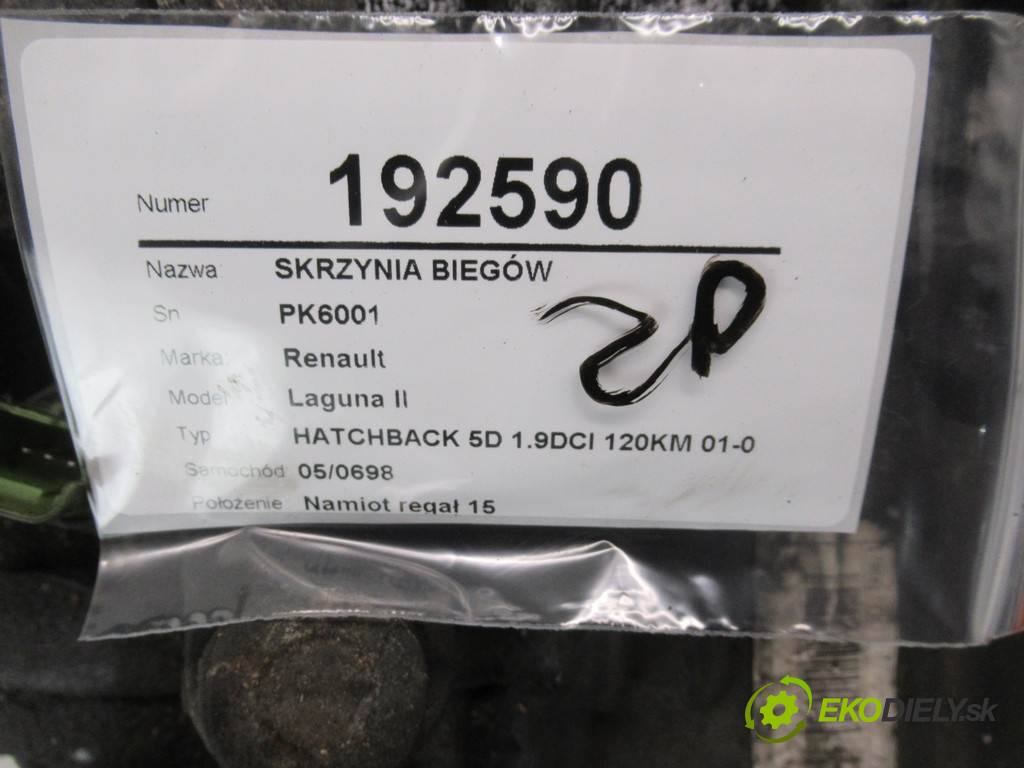 Numer 192590
Nazwa SKRZYNIA BIEGÓW
Sn PK6001
Marka Renault
Model Laguna II
Typ HATCHBACK 5D 1.9DCI 120KM 01-0
Samochód 05/0698
Położenie Namiot regał 15
EKODIELY.sk